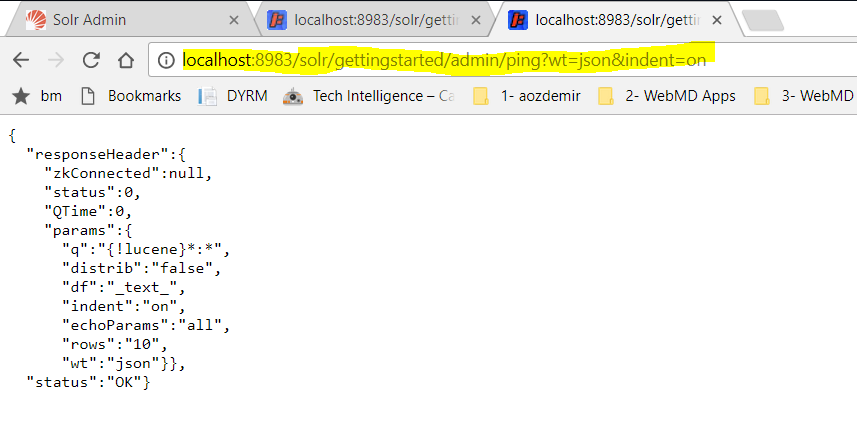 Solr Admin
localhost:8983/solr/getting
localhost:8983/solr/getting
localhost:8983/solr/gettingstarted/admin/ping?wt=json&indent=on
bm Bookmarks DYRM Tech Intelligence – Ca 1- aozdemir 2- WebMD Apps 3- WebMD
{
"responseHeader":{
"zkConnected":null,
"status":0,
"QTime":0,
"params":{
"q":"{!lucene}*:*",
"distrib":"false",
"df":"_text_",
"indent":"on",
"echoParams":"all",
"rows":"10",
"wt":"json"}},
"status":"OK"}